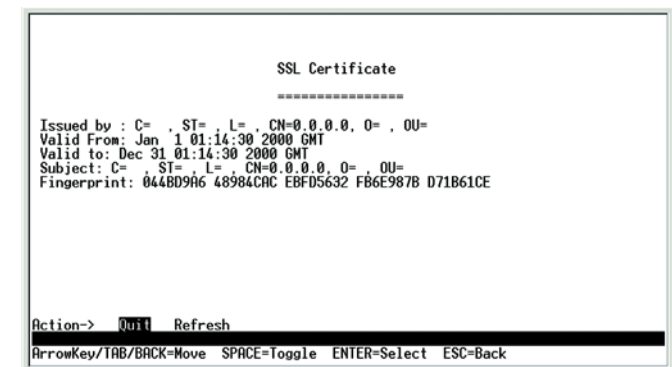 SSL Certificate
================
Issued by : C=  , ST= , L= , CN=0.0.0.0, O= , OU=
Valid From: Jan  1 01:14:30 2000 GMT
Valid to: Dec 31 01:14:30 2000 GMT
Subject: C=  , ST= , L= , CN=0.0.0.0, O= , OU=
Fingerprint: 044BD9A6 48984CAC EBFD5632 FB6E987B D71B61CE
Action->  Quit  Refresh
ArrowKey/TAB/BACK=Move  SPACE=Toggle  ENTER=Select  ESC=Back